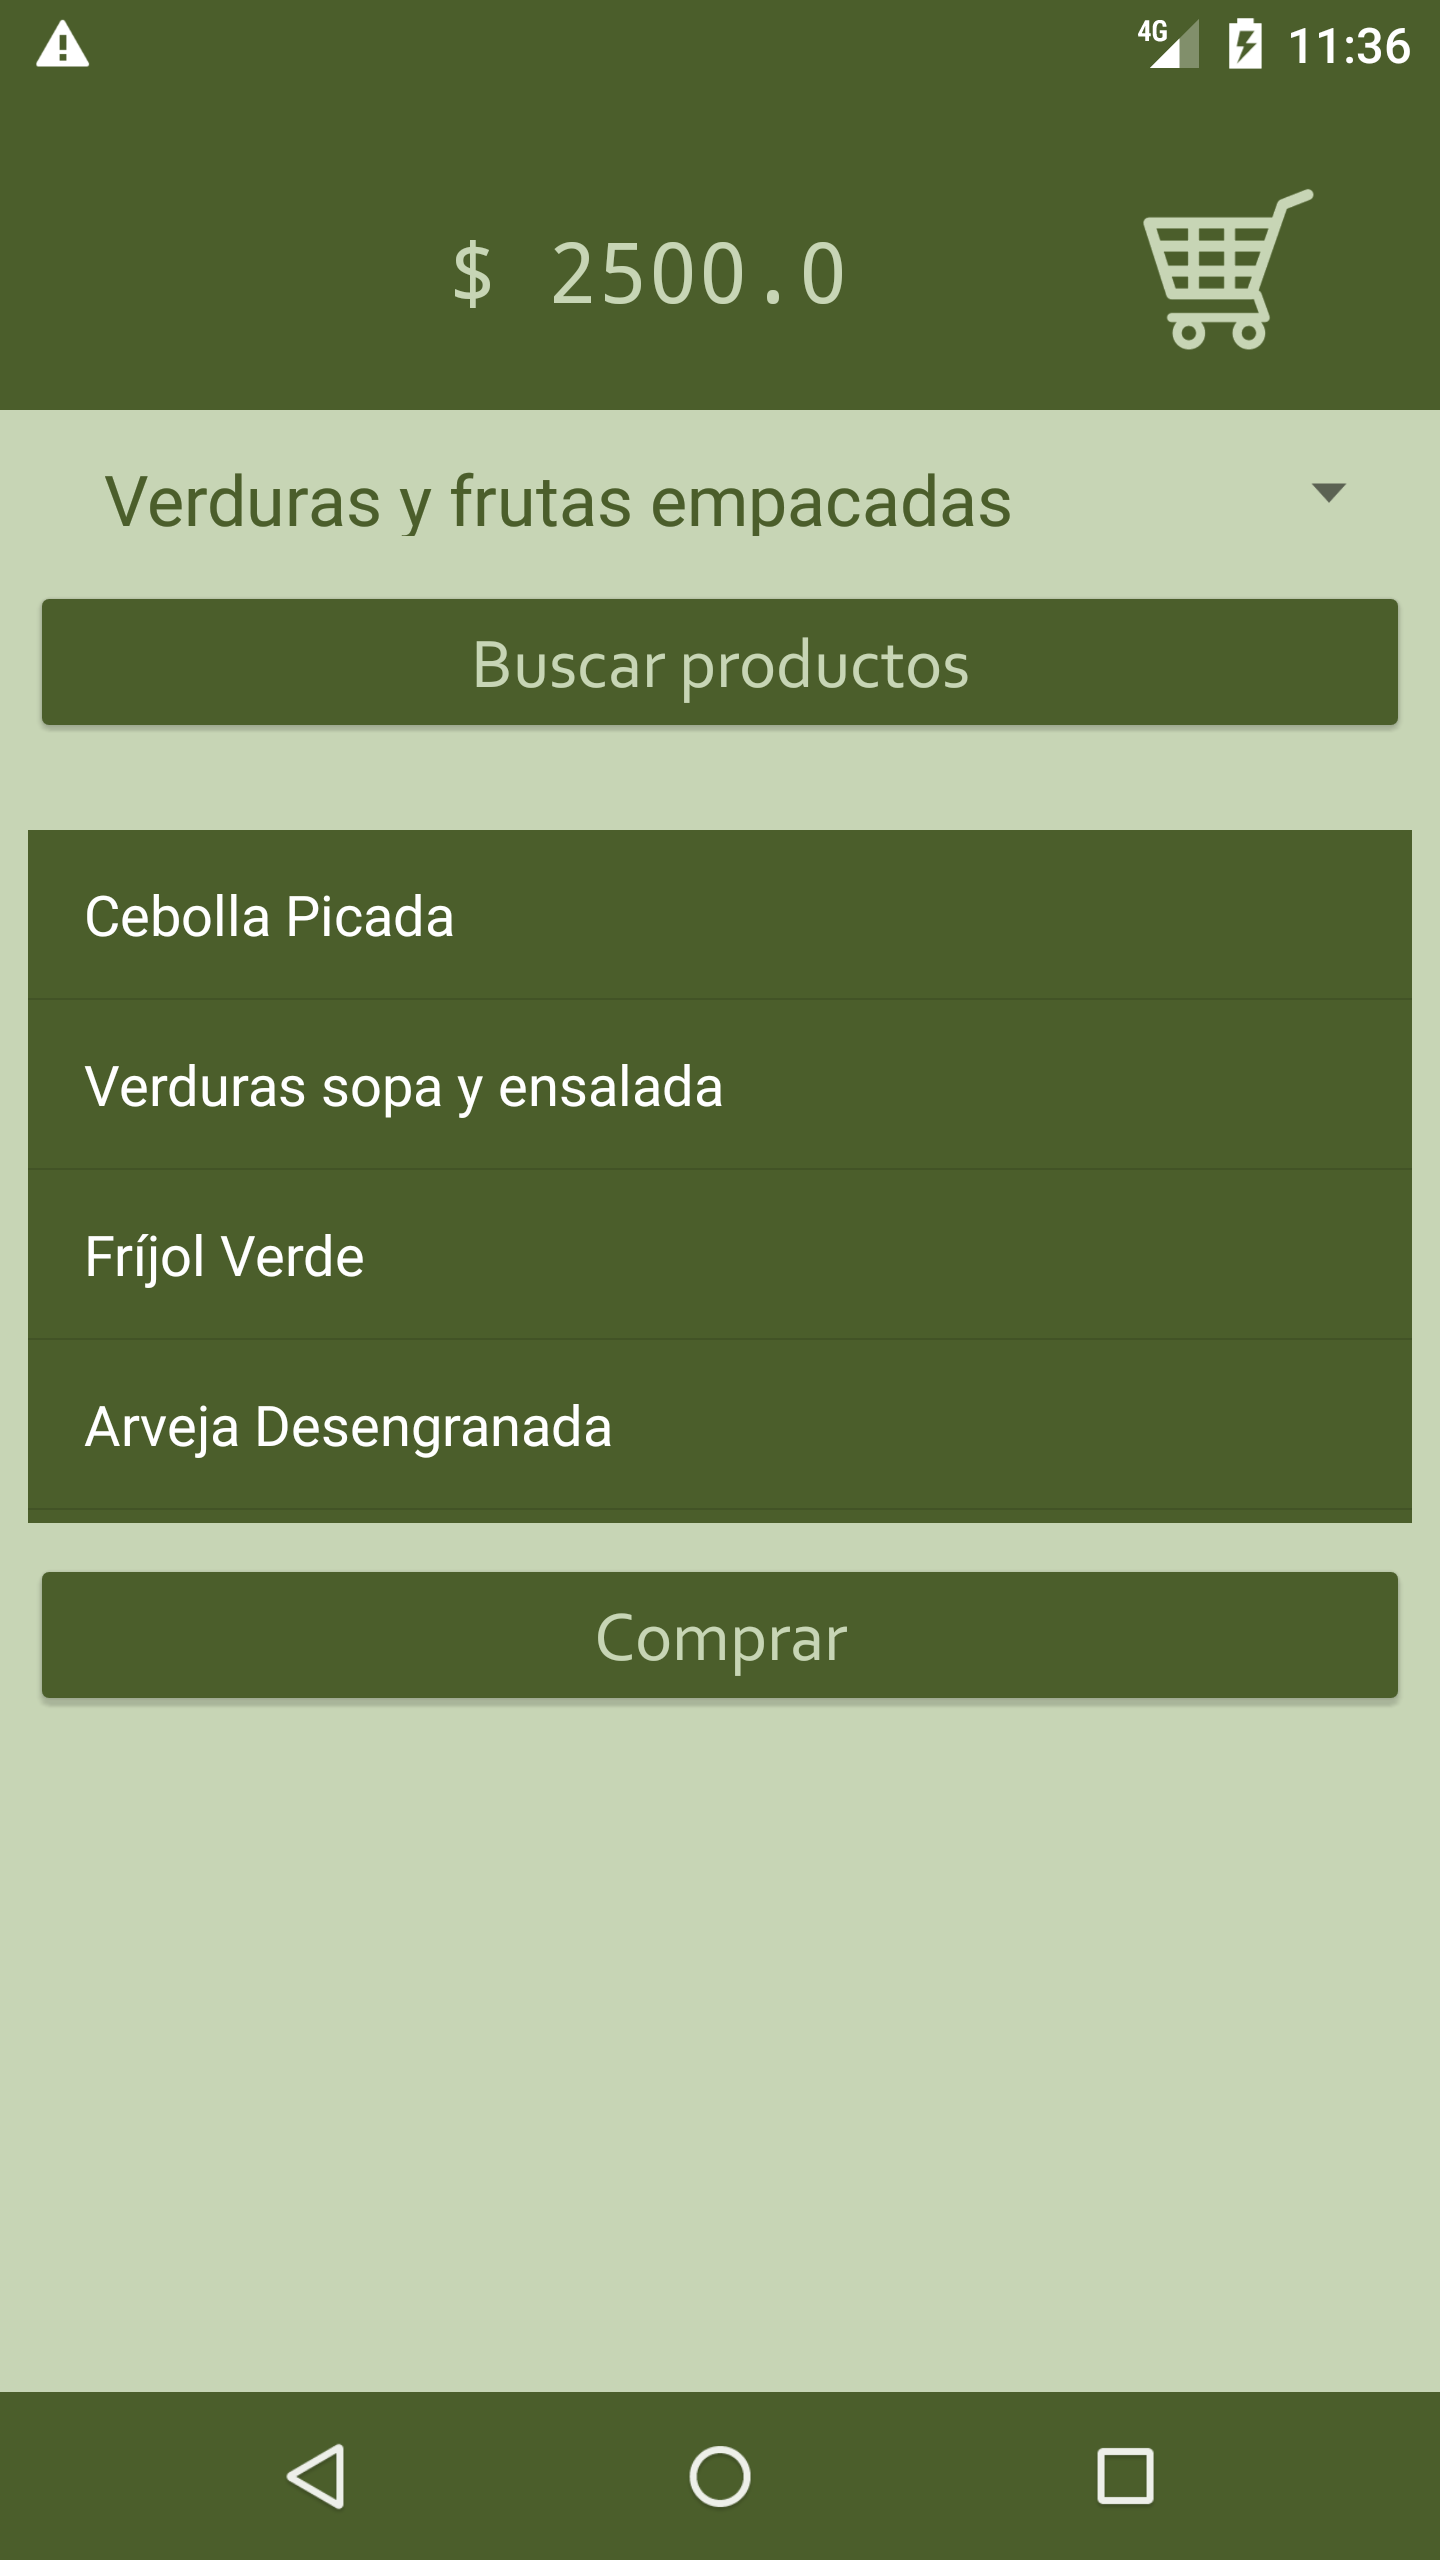 4G 11:36
$ 2500.0
Verduras y frutas empacadas
Buscar productos
Cebolla Picada
Verduras sopa y ensalada
Fríjol Verde
Arveja Desengranada
Comprar